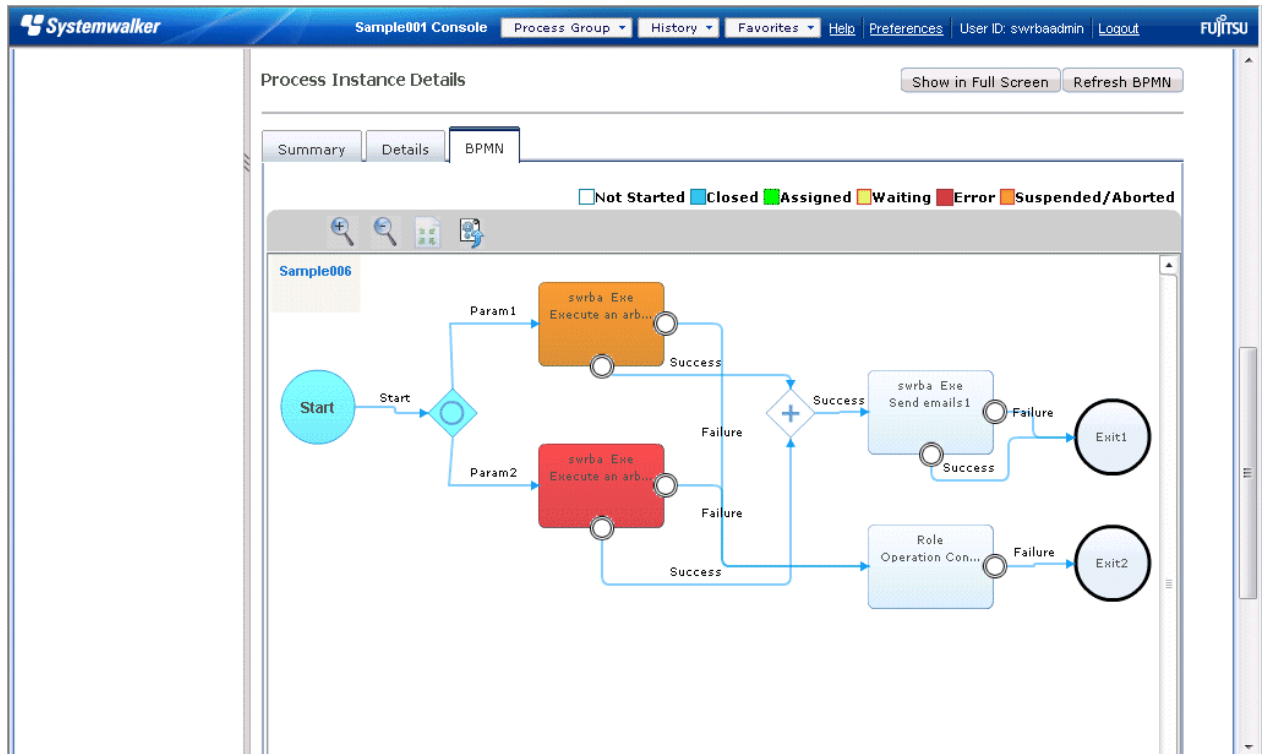 Systemwalker
Sample001 Console Process Group History Favorites Help Preferences User ID: swrbaadmin Logout FUJITSU
Process Instance Details
Show in Full Screen Refresh BPMN
Summary Details BPMN
Not Started Closed Assigned Waiting Error Suspended/Aborted
Sample006
swrba Exe
Execute an arb...
Param1
Success
Start
Start
swrba Exe
Send emails1
Success
Failure
Exit1
Failure
Success
swrba Exe
Execute an arb...
Param2
Failure
Role
Operation Con...
Failure
Exit2
Success